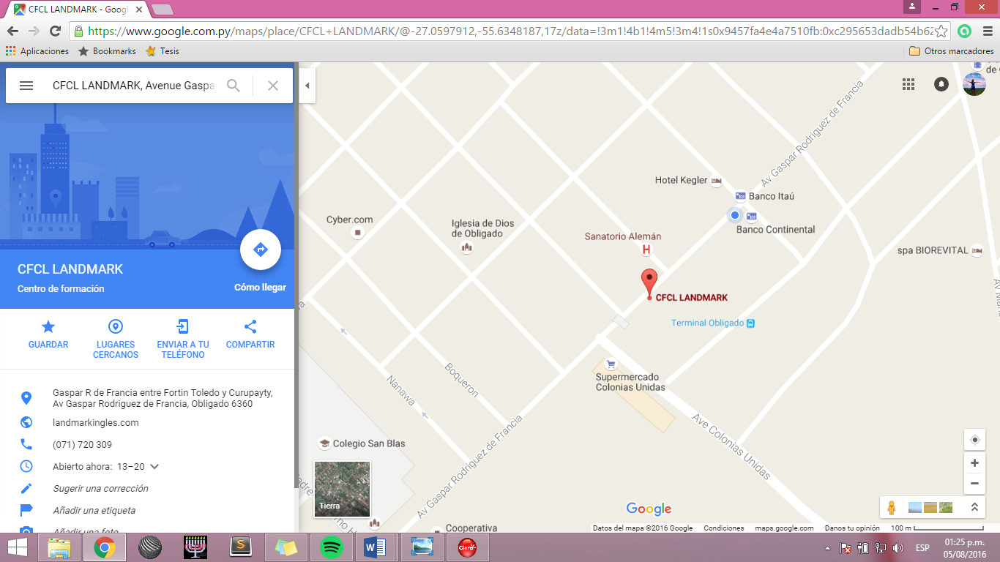 CFCL LANDMARK - Goog
https://www.google.com.py/maps/place/CFCL+LANDMARK/@-27.0597912,-55.6348187,17z/data=!3m1!4b1!4m5!3m4!1s0x9457fa4e4a7510fb:0xc295653dadb54b62
Aplicaciones
Bookmarks
Tesis
Otros marcadores
CFCL LANDMARK, Avenue Gaspa
CFCL LANDMARK
Centro de formación
Cómo llegar
GUARDAR
LUGARES
CERCANOS
ENVIAR A TU
TELÉFONO
COMPARTIR
Gaspar R de Francia entre Fortin Toledo y Curupayty,
Av Gaspar Rodriguez de Francia, Obligado 6360
landmarkingles.com
(071) 720 309
Abierto ahora: 13–20
Sugerir una corrección
Añadir una etiqueta
Añadir una foto
Av Gaspar Rodriguez de Francia
Hotel Kegler
Banco Itaú
Banco Continental
Cyber.com
Iglesia de Dios
de Obligado
Sanatorio Alemán
H
spa BIOREVITAL
CFCL LANDMARK
Terminal Obligado
Supermercado
Colonias Unidas
Boqueron
Nanawa
Ave Colonias Unidas
Av Gaspar Rodriguez de Francia
Colegio San Blas
Tierra
Cooperativa
Google
Datos del mapa ©2016 Google
Condiciones
maps.google.com
Danos tu opinión
100 m
ESP
01:25 p.m.
05/08/2016